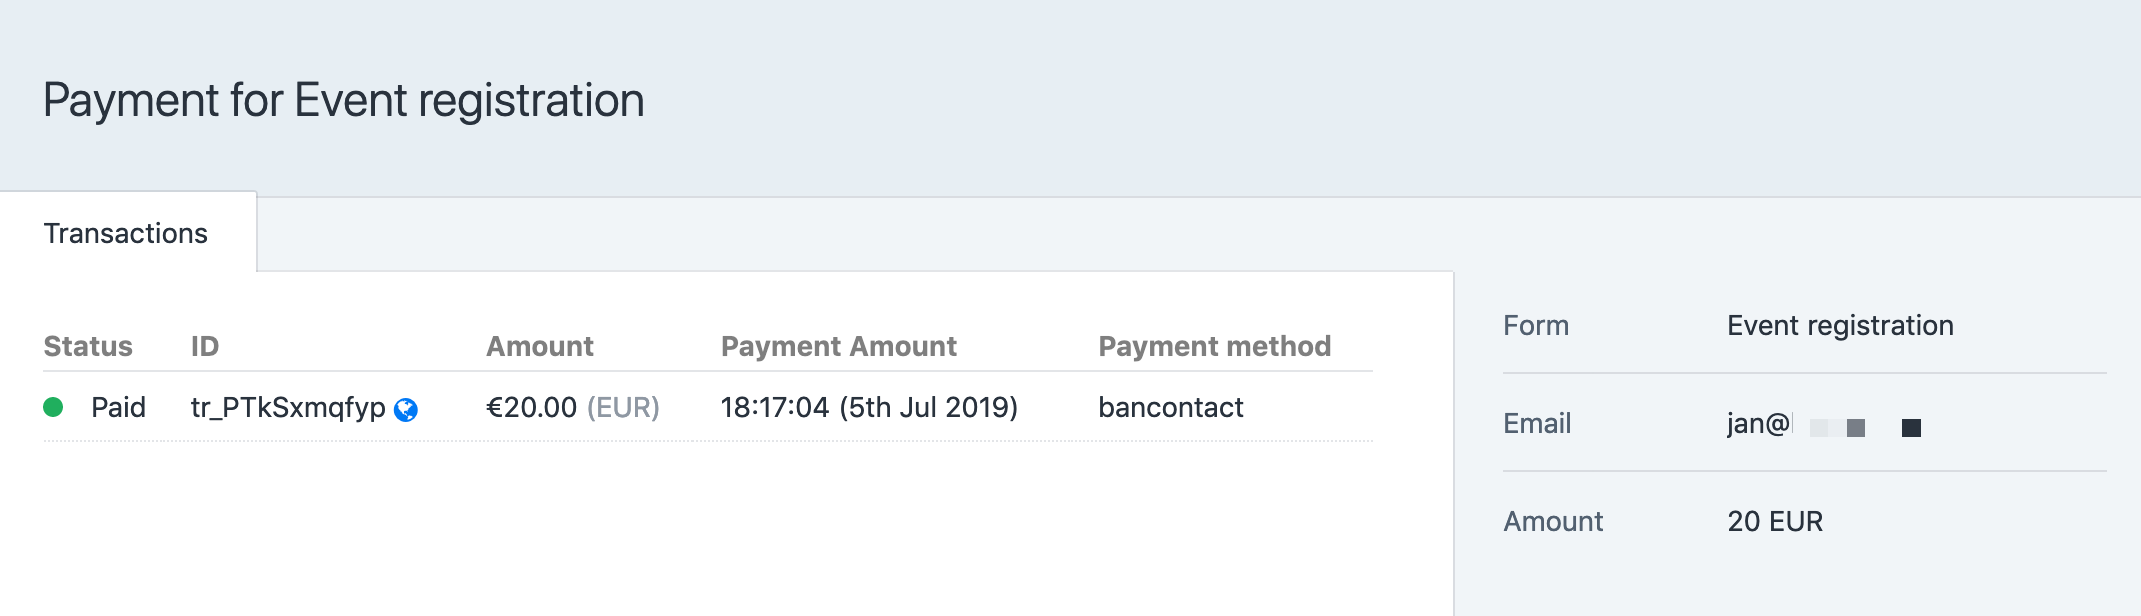 Payment for Event registration
Transactions
Status ID Amount Payment Amount Payment method
Paid tr_PTkSxmqfyp €20.00 (EUR) 18:17:04 (5th Jul 2019) bancontact
Form Event registration
Email jan@
Amount 20 EUR